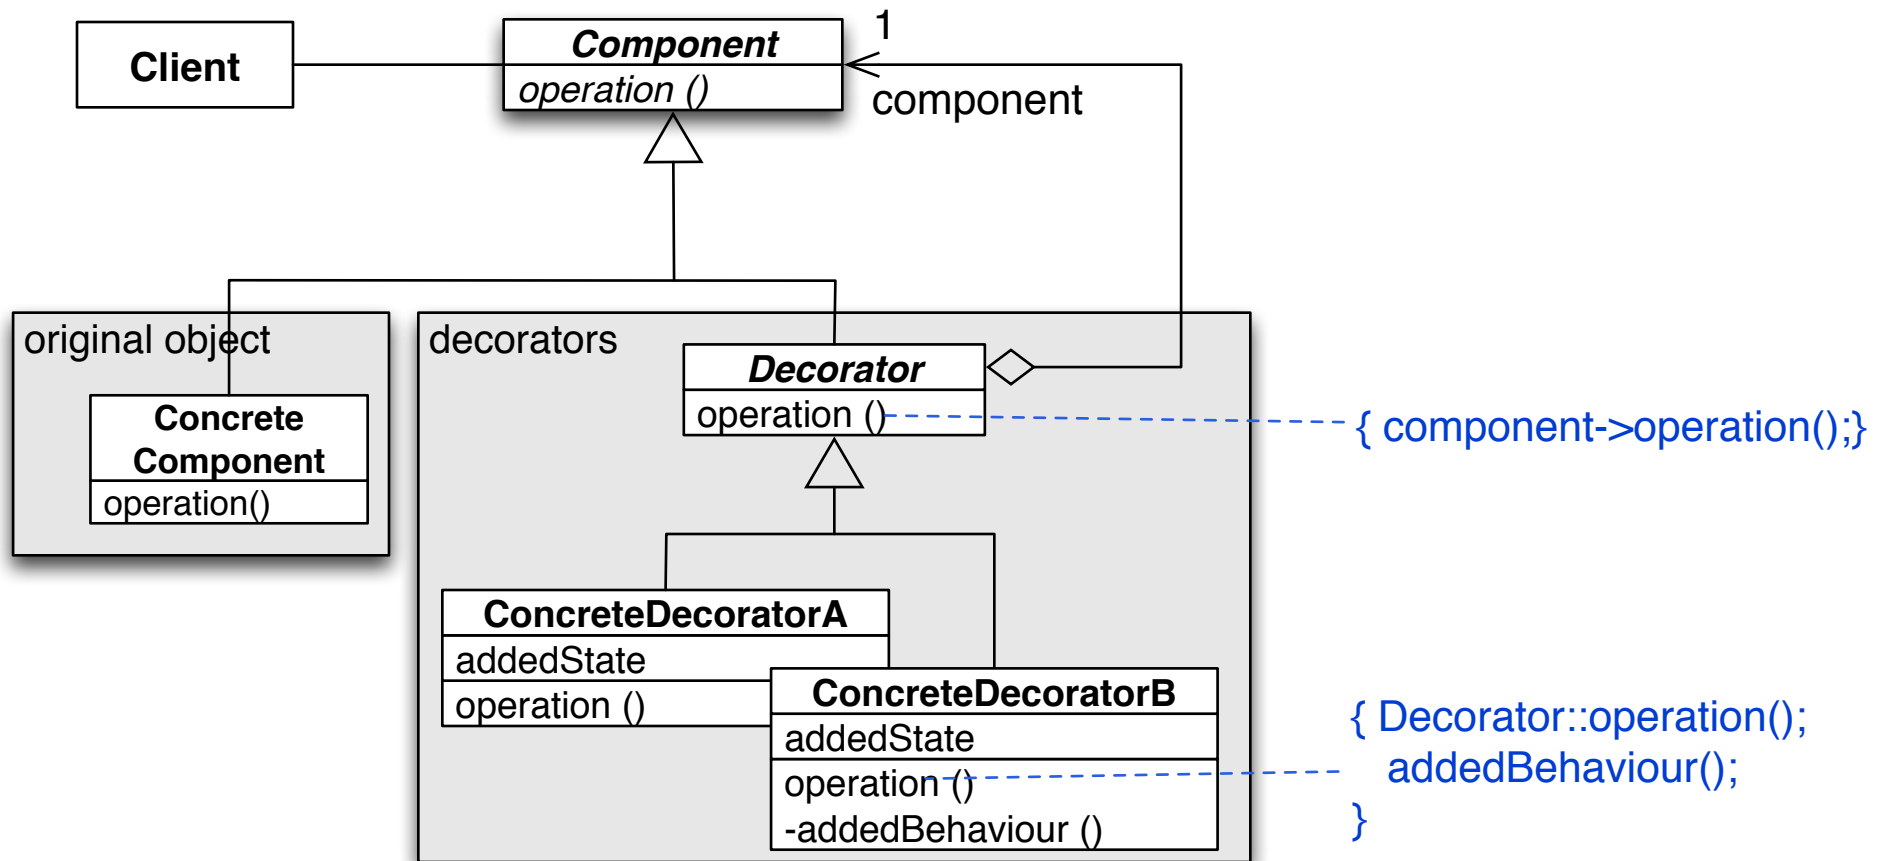 Client
Component
operation ()
1
component
original object
Concrete
Component
operation()
decorators
Decorator
operation ()
{ component->operation();}
ConcreteDecoratorA
addedState
operation ()
ConcreteDecoratorB
addedState
operation ()
-addedBehaviour ()
{ Decorator::operation();
addedBehaviour();
}